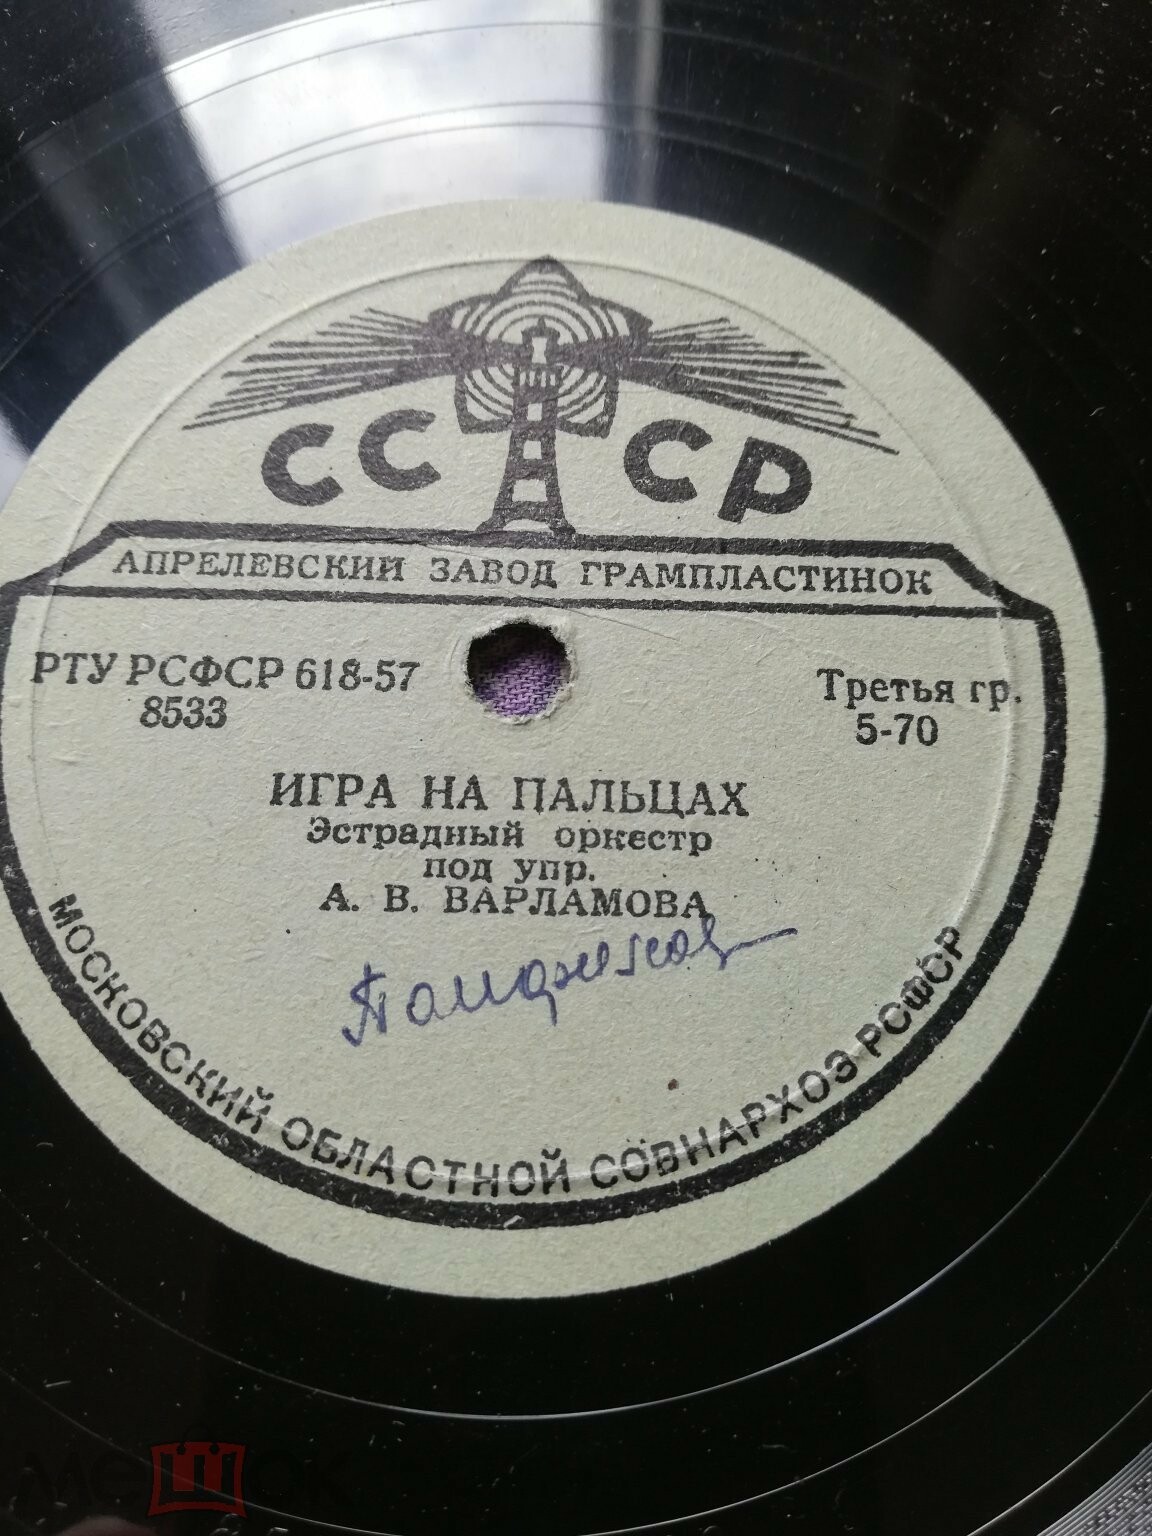 СССР
АПРЕЛЕВСКИЙ ЗАВОД ГРАМПЛАСТИНОК
РТУ РСФСР 618-57
8533
Третья гр.
5-70
ИГРА НА ПАЛЬЦАХ
Эстрадный оркестр
под упр.
А. В. ВАРЛАМОВА
МОСКОВСКИЙ ОБЛАСТНОЙ СОВНАРХОЗ РСФСР
мешок